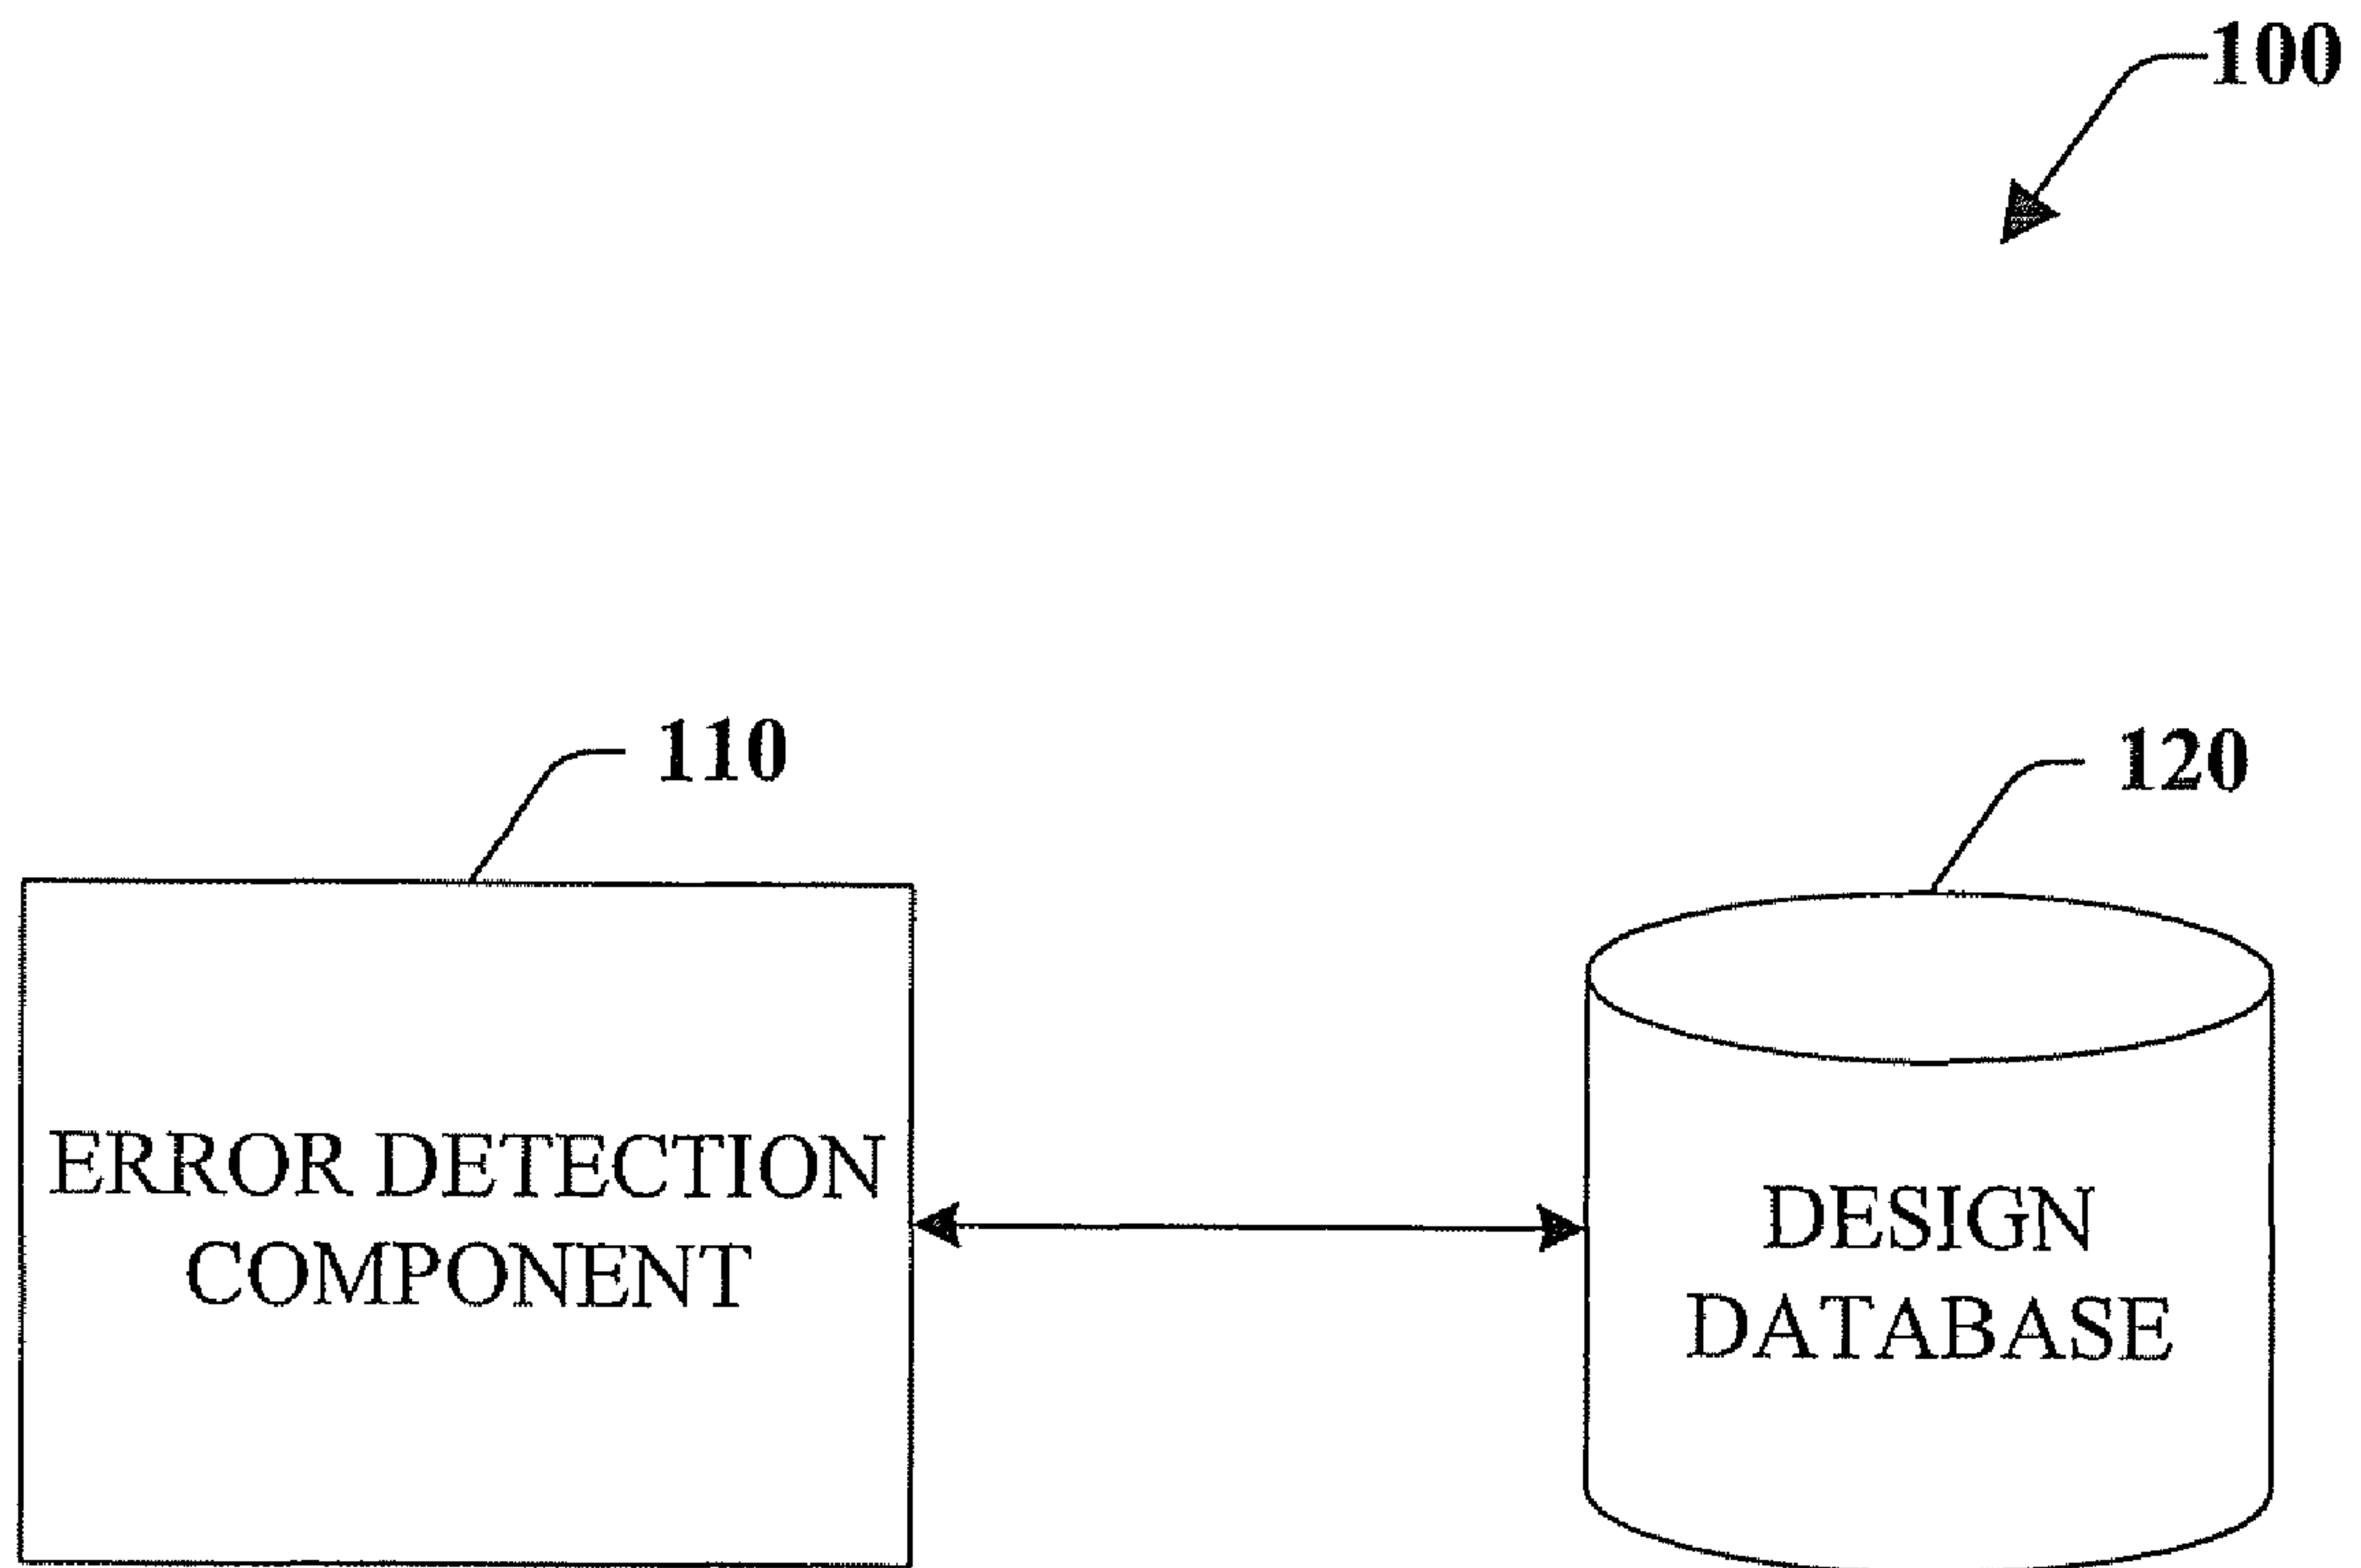 100
110
120
ERROR DETECTION
COMPONENT
DESIGN
DATABASE